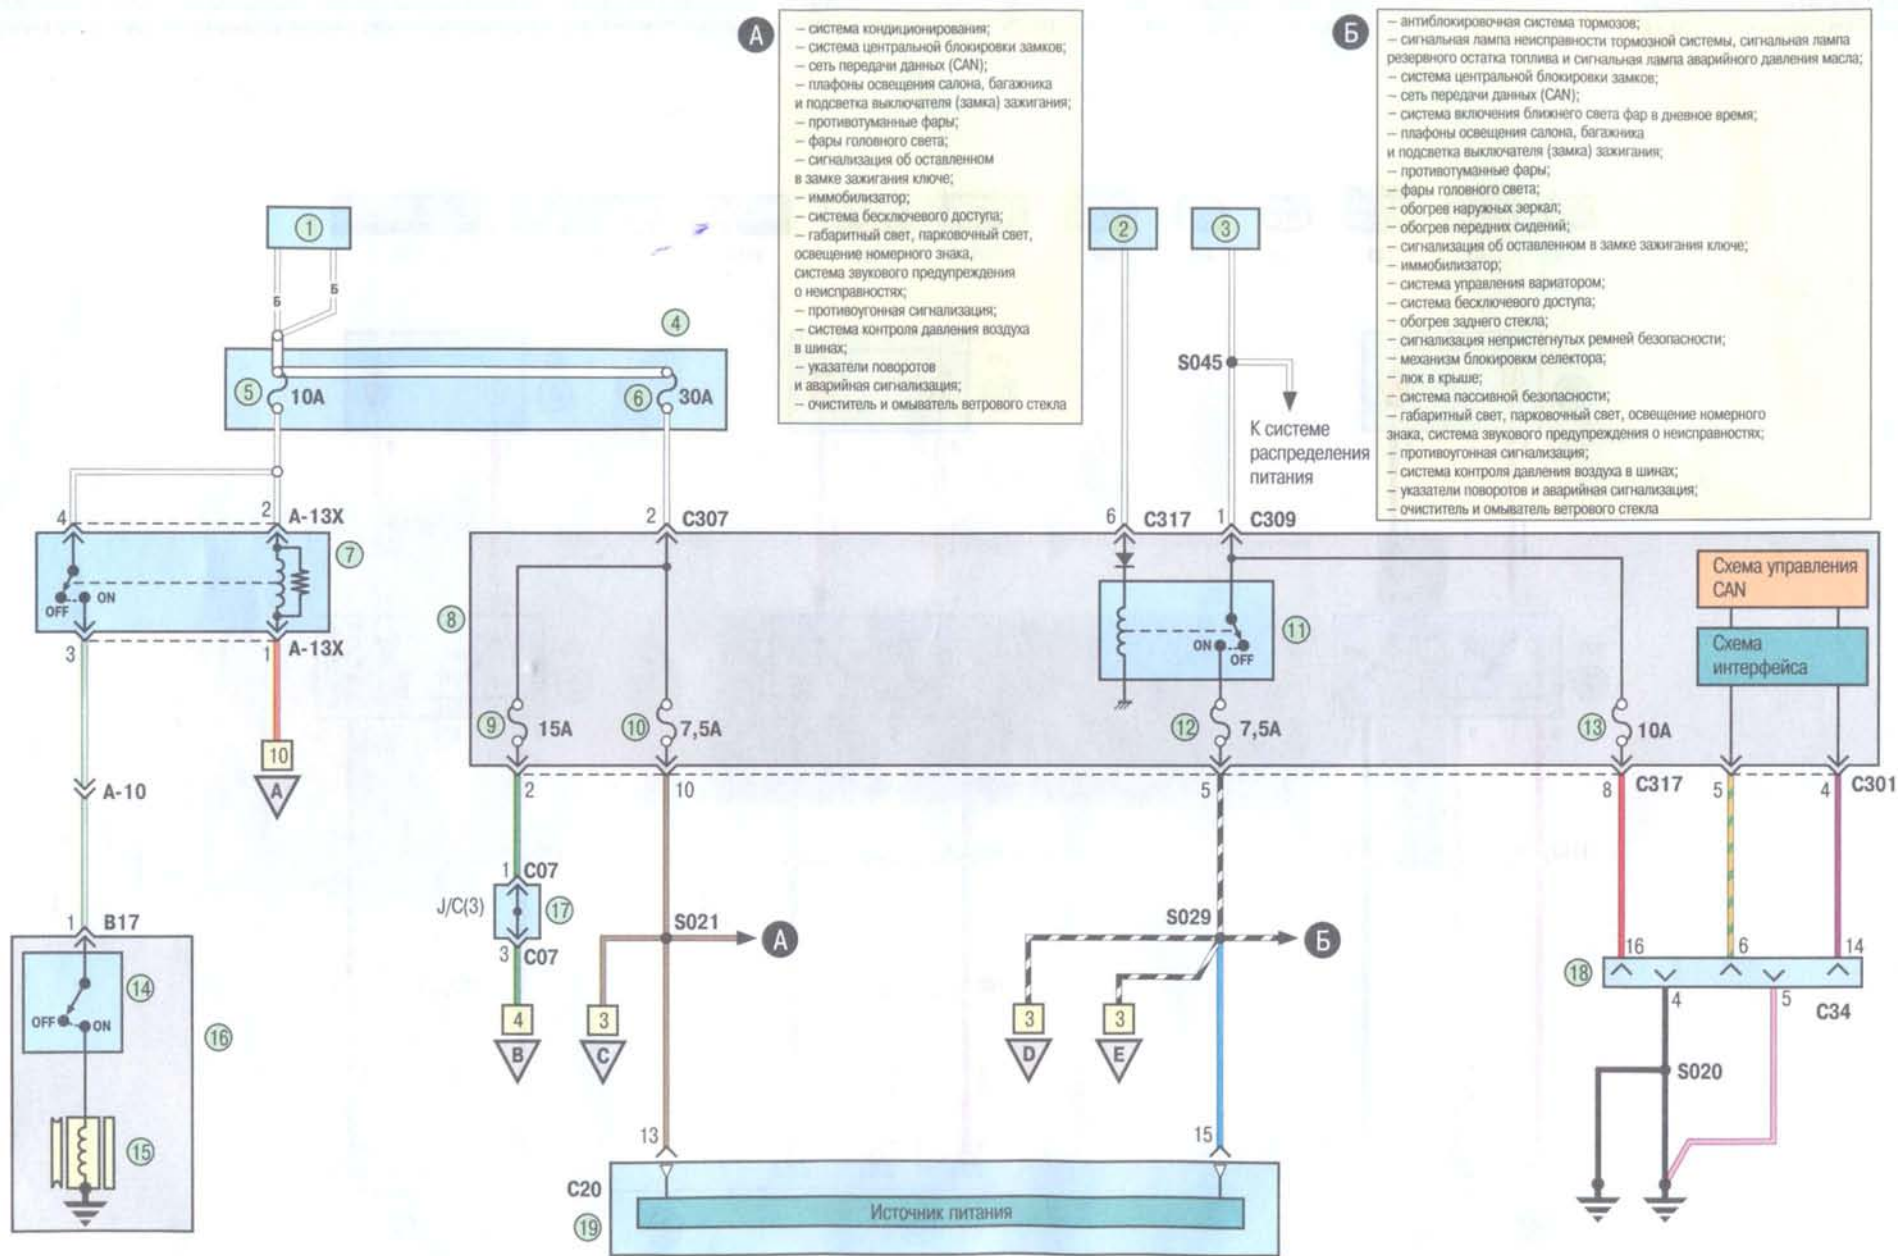 А
– система кондиционирования;
– система центральной блокировки замков;
– сеть передачи данных (CAN);
– плафоны освещения салона, багажника
и подсветка выключателя (замка) зажигания;
– противотуманные фары;
– фары головного света;
– сигнализация об оставленном
в замке зажигания ключе;
– иммобилизатор;
– система бесключевого доступа;
– габаритный свет, парковочный свет,
освещение номерного знака,
система звукового предупреждения
о неисправностях;
– противоугонная сигнализация;
– система контроля давления воздуха
в шинах;
– указатели поворотов
и аварийная сигнализация;
– очиститель и омыватель ветрового стекла
Б
– антиблокировочная система тормозов;
– сигнальная лампа неисправности тормозной системы, сигнальная лампа
резервного остатка топлива и сигнальная лампа аварийного давления масла;
– система центральной блокировки замков;
– сеть передачи данных (CAN);
– система включения ближнего света фар в дневное время;
– плафоны освещения салона, багажника
и подсветка выключателя (замка) зажигания;
– противотуманные фары;
– фары головного света;
– обогрев наружных зеркал;
– обогрев передних сидений;
– сигнализация об оставленном в замке зажигания ключе;
– иммобилизатор;
– система управления вариатором;
– система бесключевого доступа;
– обогрев заднего стекла;
– сигнализация непристегнутых ремней безопасности;
– механизм блокировкм селектора;
– люк в крыше;
– система пассивной безопасности;
– габаритный свет, парковочный свет, освещение номерного
знака, система звукового предупреждения о неисправностях;
– противоугонная сигнализация;
– система контроля давления воздуха в шинах;
– указатели поворотов и аварийная сигнализация;
– очиститель и омыватель ветрового стекла
1
2
3
Б
Б
4
5
10A
6
30A
S045
К системе
распределения
питания
4
2
A-13X
2
C307
6
C317
1
C309
7
OFF
ON
8
11
ON
OFF
Схема управления
CAN
Схема
интерфейса
3
1
A-13X
9
15A
10
7,5A
12
7,5A
13
10A
10
A
2
10
5
8
C317
5
4
C301
A-10
1
C07
J/C(3)
17
3
C07
S021
А
S029
Б
16
6
14
18
4
5
C34
1
B17
14
OFF
ON
16
4
B
3
C
3
D
3
E
S020
15
13
15
C20
19
Источник питания